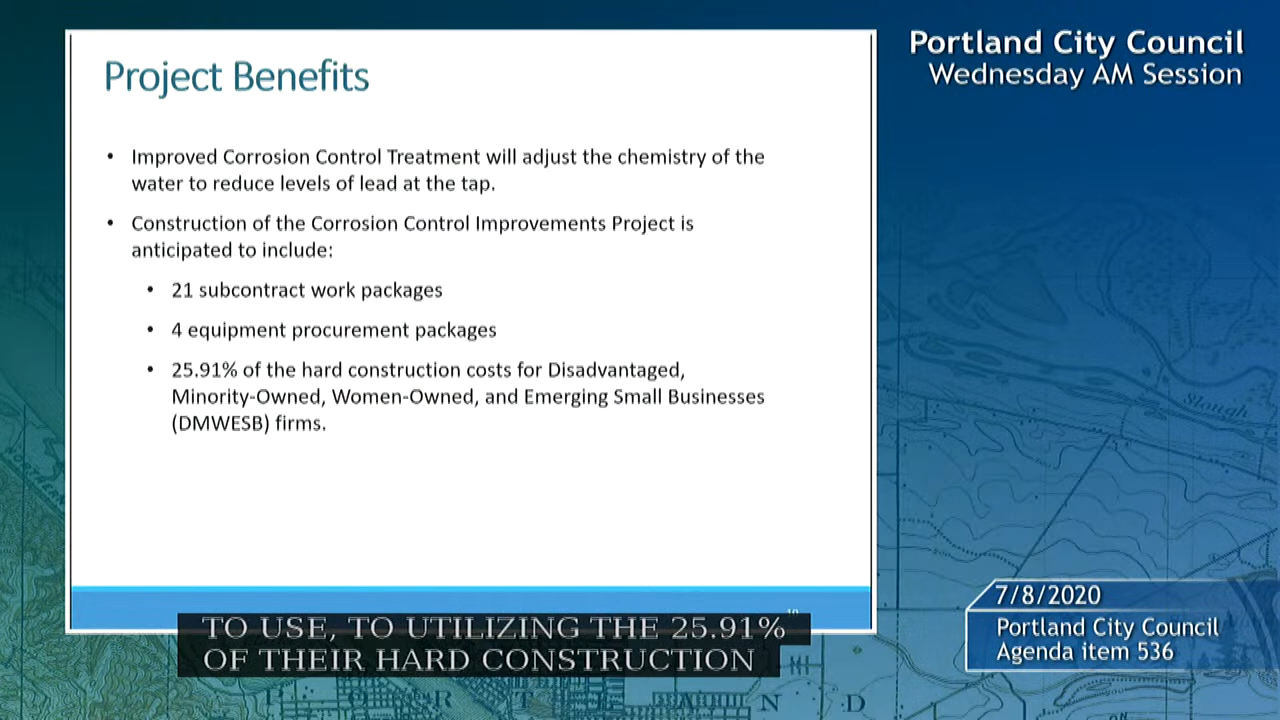 Project Benefits
• Improved Corrosion Control Treatment will adjust the chemistry of the
water to reduce levels of lead at the tap.
• Construction of the Corrosion Control Improvements Project is
anticipated to include:
• 21 subcontract work packages
• 4 equipment procurement packages
• 25.91% of the hard construction costs for Disadvantaged,
Minority-Owned, Women-Owned, and Emerging Small Businesses
(DMWESB) firms.
TO USE, TO UTILIZING THE 25.91%
OF THEIR HARD CONSTRUCTION
Portland City Council
Wednesday AM Session
Slough
7/8/2020
Portland City Council
Agenda item 536